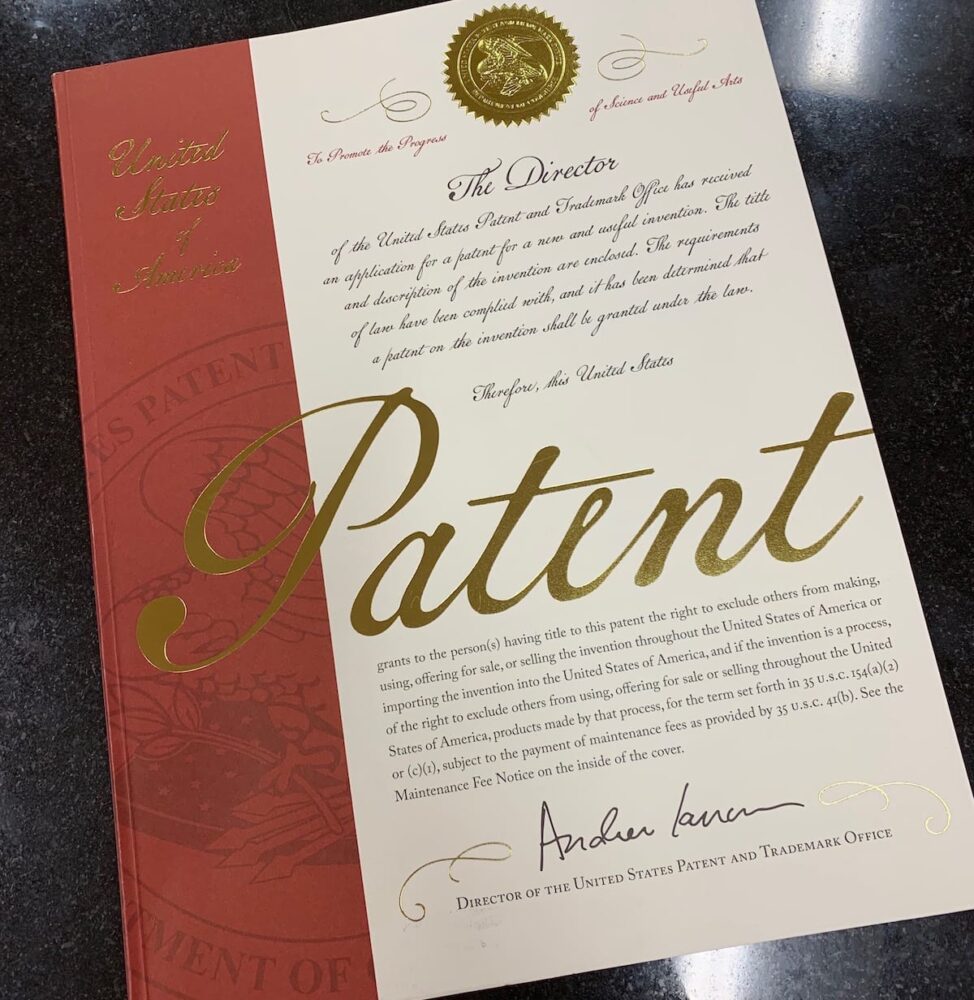 United
States
of
America
To Promote the Progress
of Science and Useful Arts
The Director
of the United States Patent and Trademark Office has received
an application for a patent for a new and useful invention. The title
and description of the invention are enclosed. The requirements
of law have been complied with, and it has been determined that
a patent on the invention shall be granted under the law.
Therefore, this United States
Patent
grants to the person(s) having title to this patent the right to exclude others from making,
using, offering for sale, or selling the invention throughout the United States of America or
importing the invention into the United States of America, and if the invention is a process,
of the right to exclude others from using, offering for sale or selling throughout the United
States of America, products made by that process, for the term set forth in 35 U.S.C. 154(a)(2)
or (c)(1), subject to the payment of maintenance fees as provided by 35 U.S.C. 41(b). See the
Maintenance Fee Notice on the inside of the cover.
DIRECTOR OF THE UNITED STATES PATENT AND TRADEMARK OFFICE
ES PATENT
MENT OF